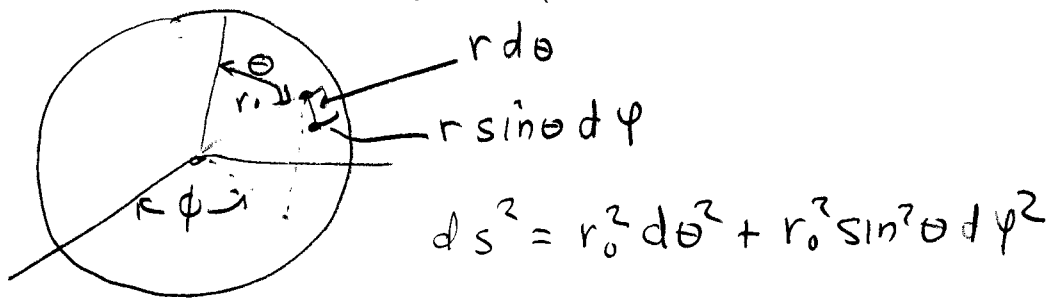 r dθ
θ
r₀
r sinθ dφ
ϕ
ds² = r₀² dθ² + r₀² sin²θ dφ²